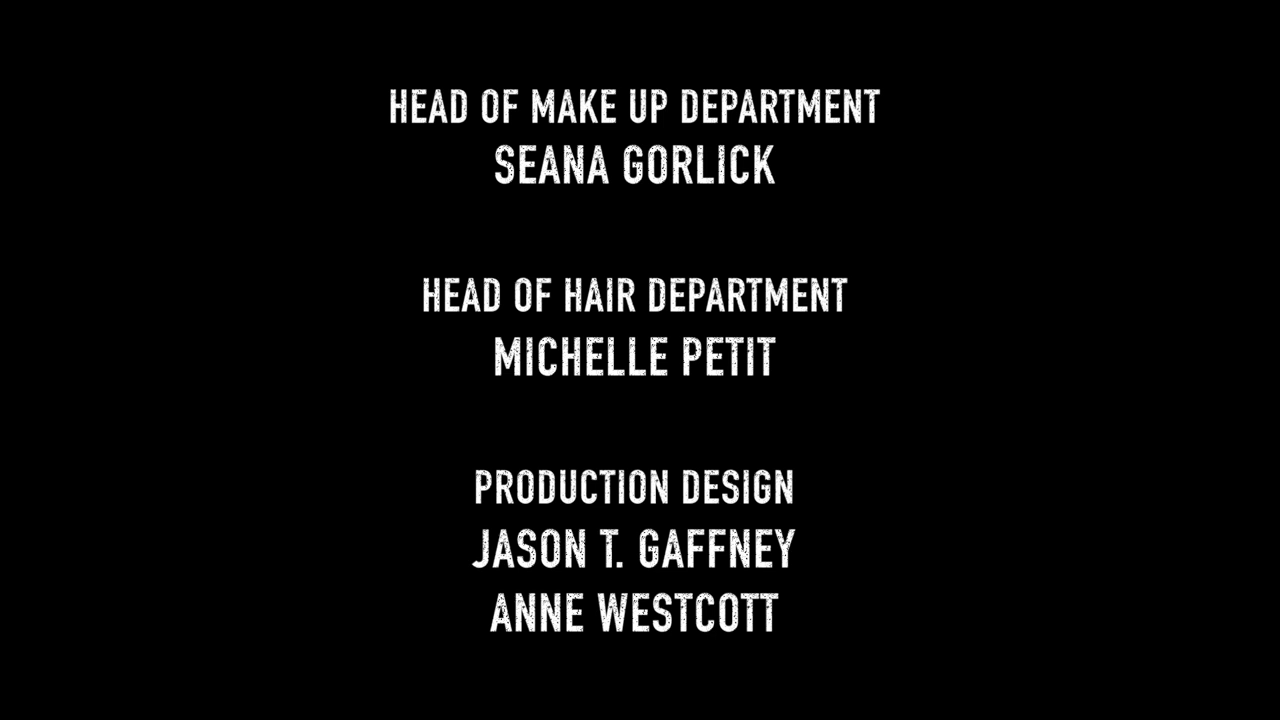 HEAD OF MAKE UP DEPARTMENT
SEANA GORLICK
HEAD OF HAIR DEPARTMENT
MICHELLE PETIT
PRODUCTION DESIGN
JASON T. GAFFNEY
ANNE WESTCOTT